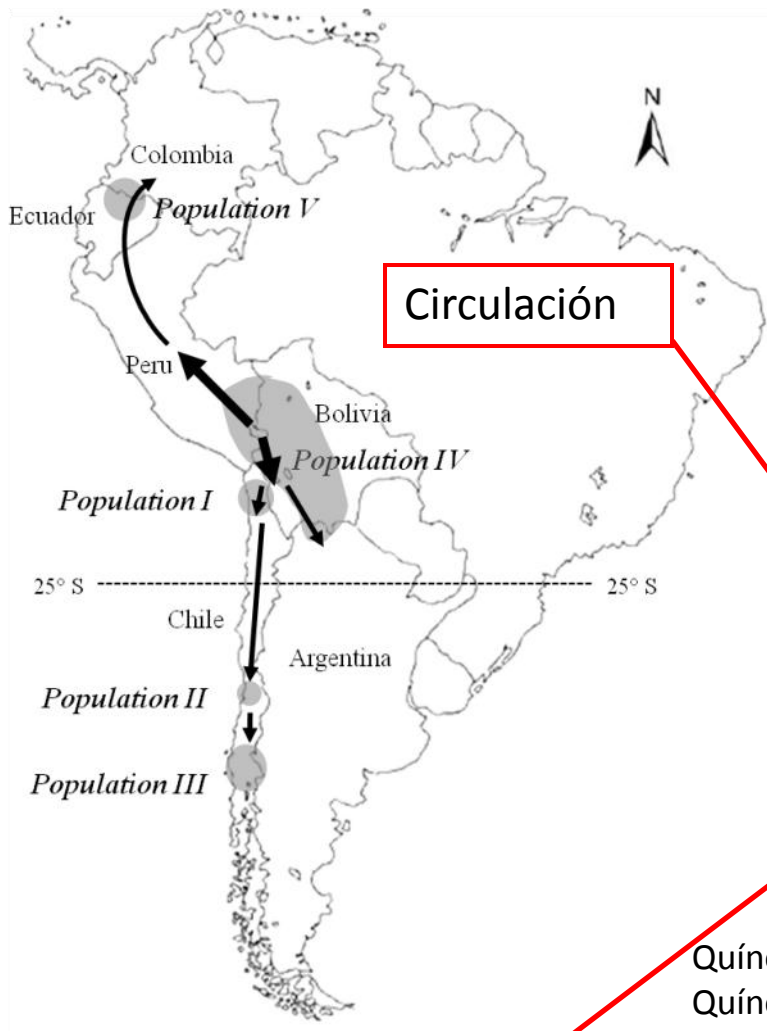 N
Colombia
Ecuador
Population V
Circulación
Peru
Bolivia
Population IV
Population I
25° S
25° S
Chile
Argentina
Population II
Population III